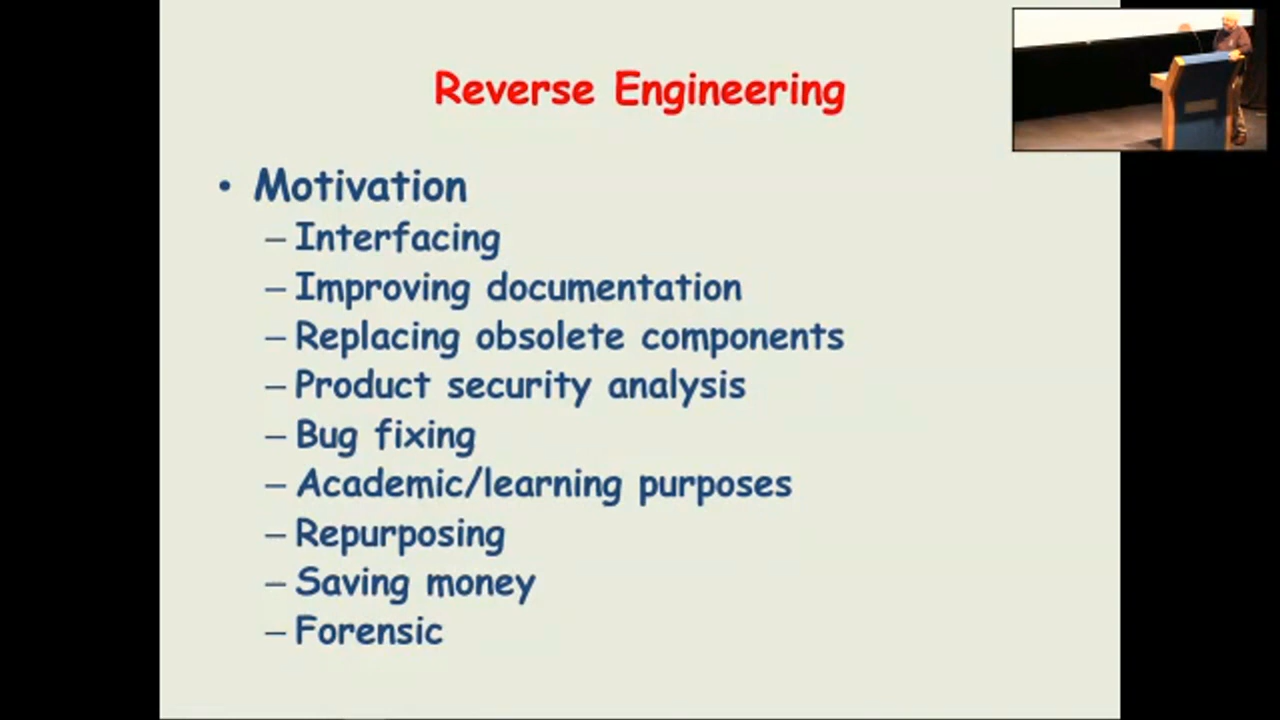 Reverse Engineering
• Motivation
– Interfacing
– Improving documentation
– Replacing obsolete components
– Product security analysis
– Bug fixing
– Academic/learning purposes
– Repurposing
– Saving money
– Forensic